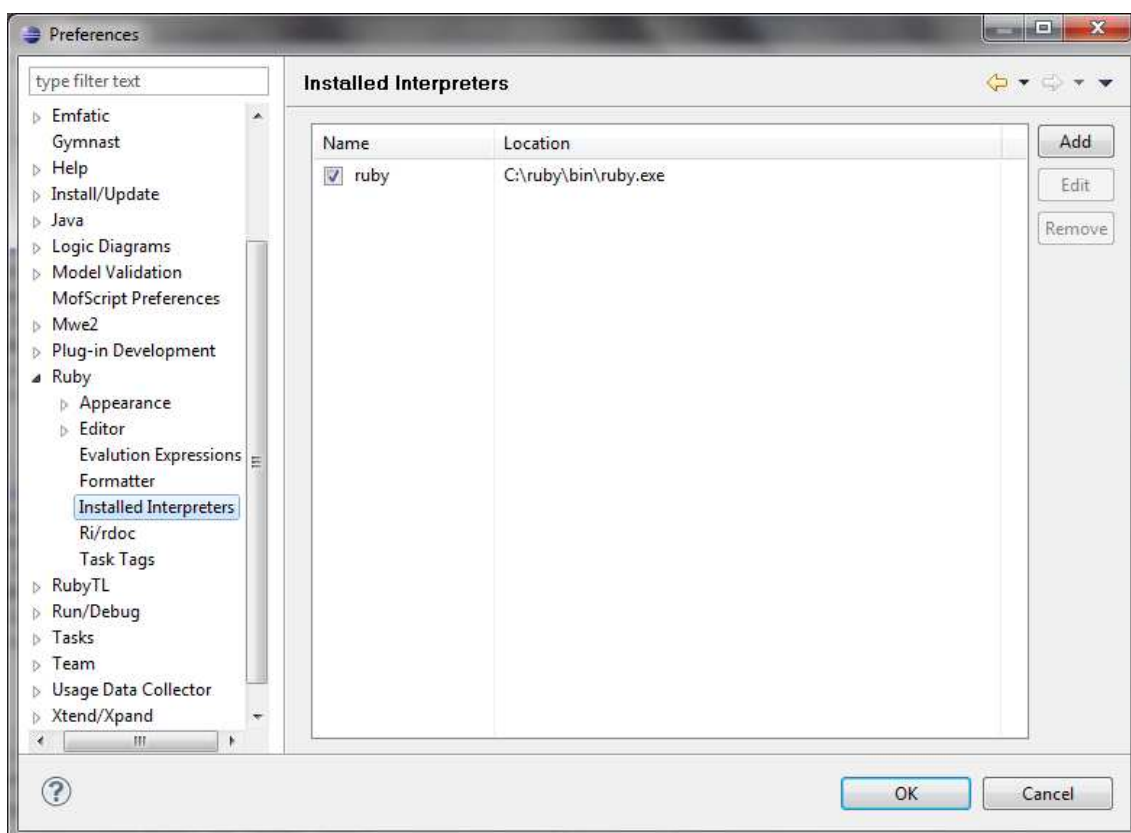 Preferences
type filter text
Emfatic
Gymnast
Help
Install/Update
Java
Logic Diagrams
Model Validation
MofScript Preferences
Mwe2
Plug-in Development
Ruby
Appearance
Editor
Evalution Expressions
Formatter
Installed Interpreters
Ri/rdoc
Task Tags
RubyTL
Run/Debug
Tasks
Team
Usage Data Collector
Xtend/Xpand
Installed Interpreters
Name Location
ruby C:\ruby\bin\ruby.exe
Add
Edit
Remove
OK Cancel